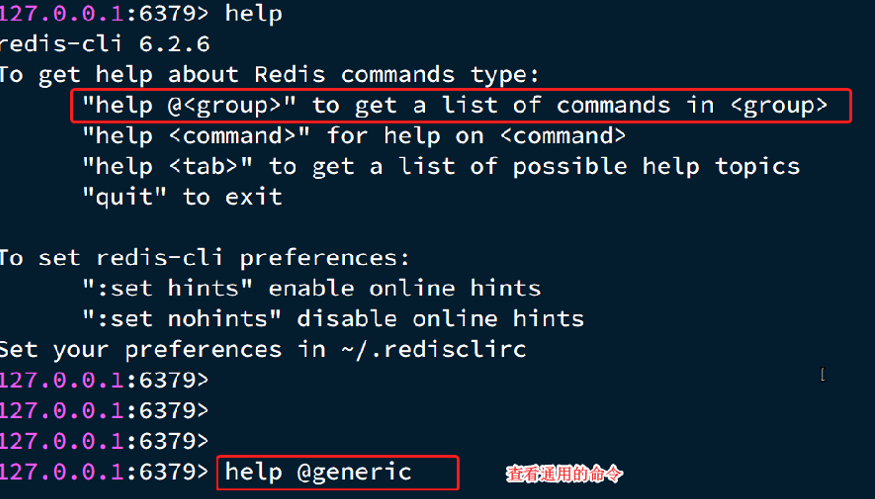 127.0.0.1:6379> help
redis-cli 6.2.6
To get help about Redis commands type:
"help @<group>" to get a list of commands in <group>
"help <command>" for help on <command>
"help <tab>" to get a list of possible help topics
"quit" to exit
To set redis-cli preferences:
":set hints" enable online hints
":set nohints" disable online hints
Set your preferences in ~/.redisclirc
127.0.0.1:6379>
127.0.0.1:6379>
127.0.0.1:6379>
127.0.0.1:6379> help @generic 查看通用的命令